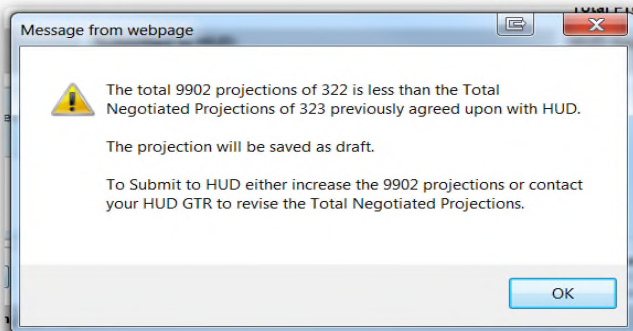 Message from webpage
The total 9902 projections of 322 is less than the Total
Negotiated Projections of 323 previously agreed upon with HUD.
The projection will be saved as draft.
To Submit to HUD either increase the 9902 projections or contact
your HUD GTR to revise the Total Negotiated Projections.
OK